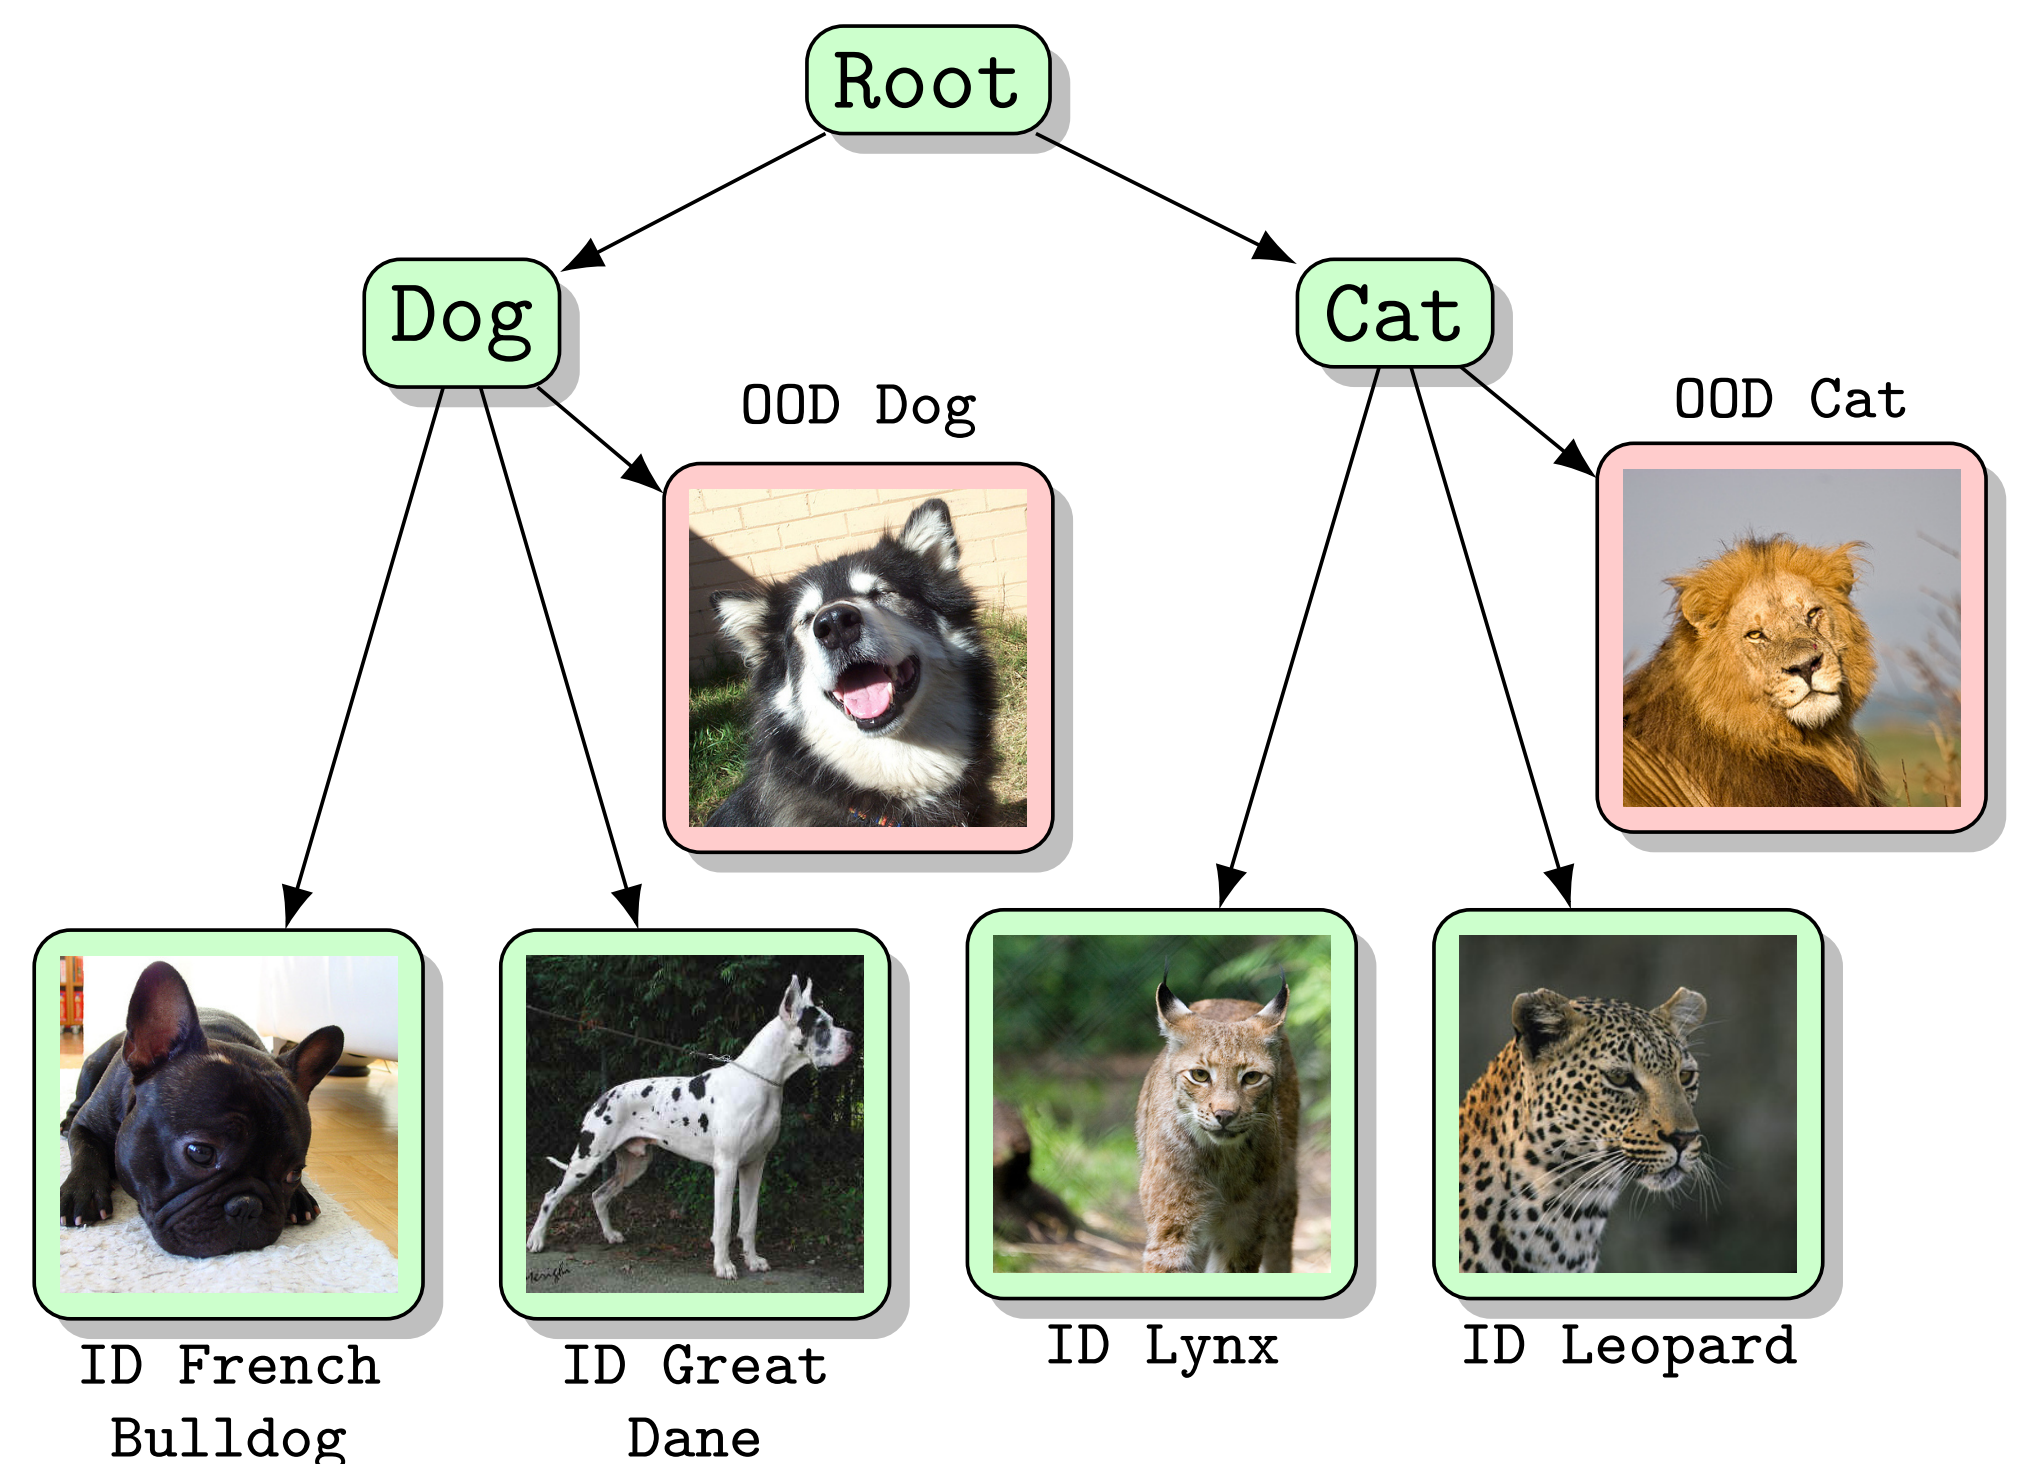 Root
Dog
Cat
OOD Dog
OOD Cat
ID French
Bulldog
ID Great
Dane
ID Lynx
ID Leopard